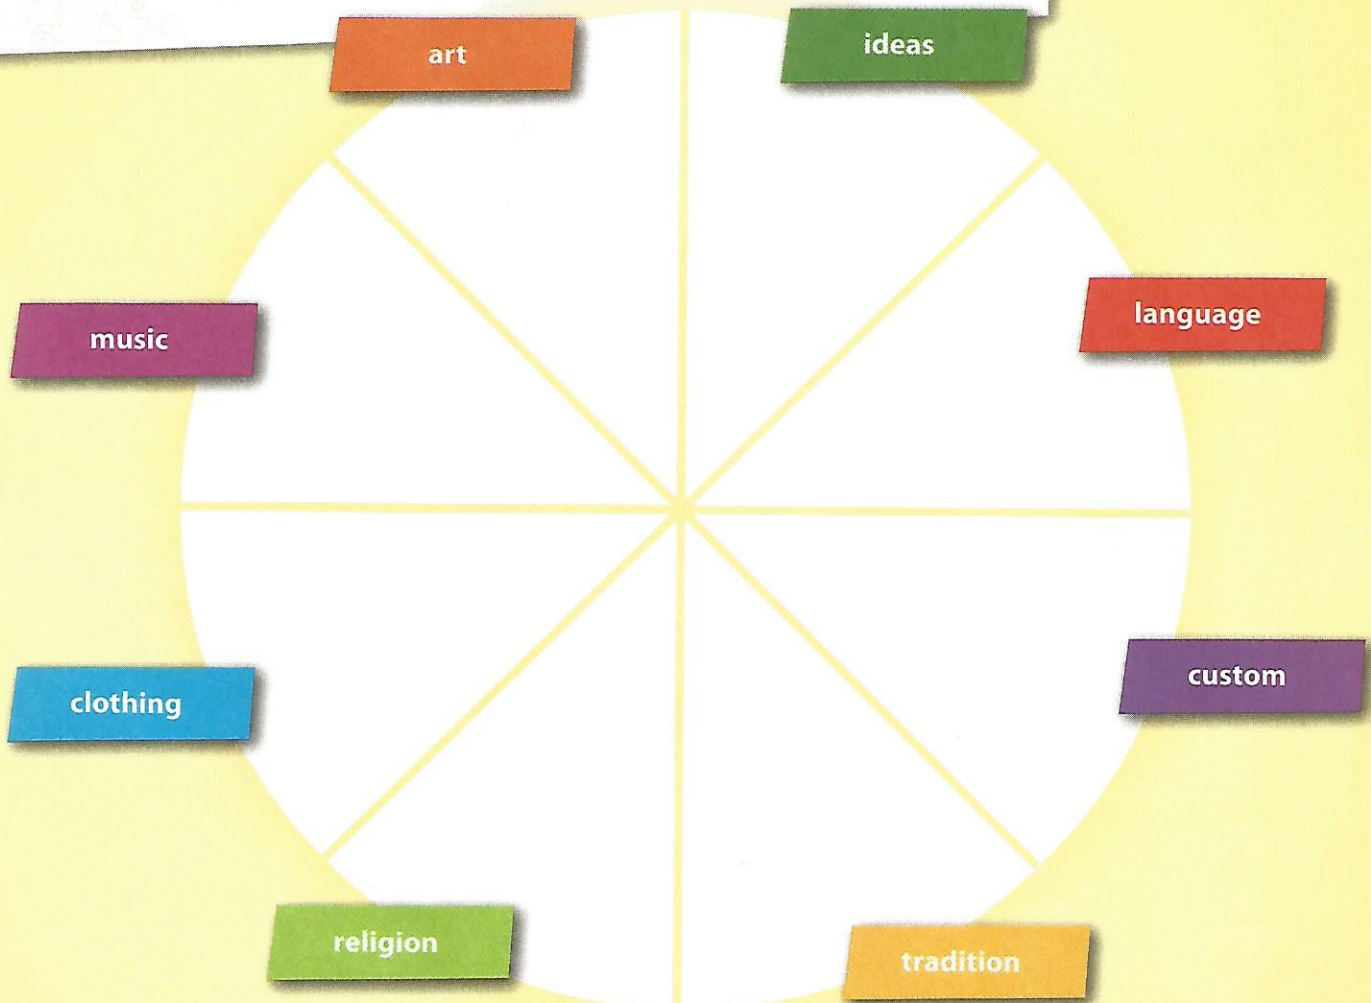 art
ideas
music
language
clothing
custom
religion
tradition